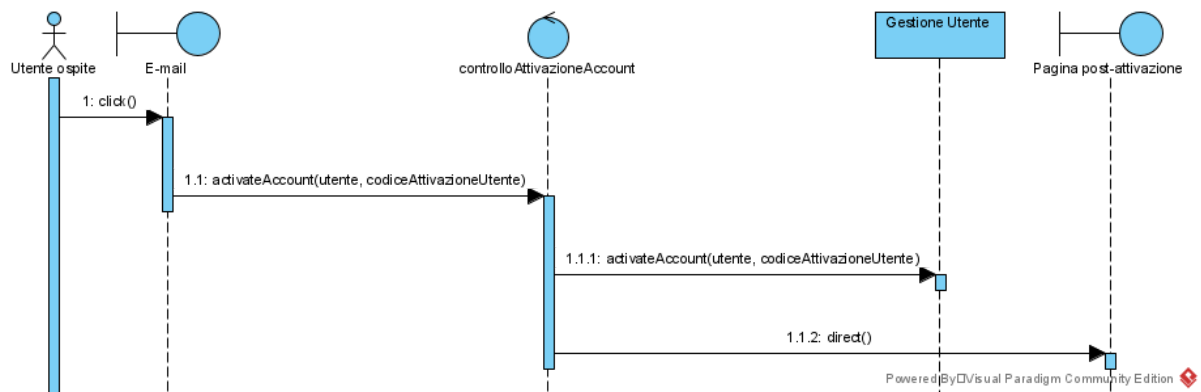 Gestione Utente
Utente ospite
E-mail
controlloAttivazioneAccount
Pagina post-attivazione
1: click()
1.1: activateAccount(utente, codiceAttivazioneUtente)
1.1.1: activateAccount(utente, codiceAttivazioneUtente)
1.1.2: direct()
Powered By□Visual Paradigm Community Edition